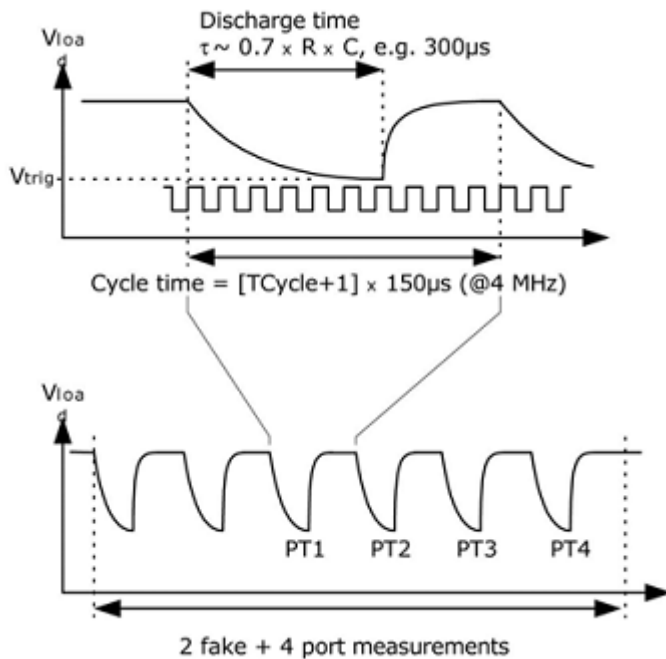 Discharge time
τ ~ 0.7 x R x C, e.g. 300µs
Vloa
d
Vtrig
Cycle time = [TCycle+1] x 150µs (@4 MHz)
Vloa
d
PT1 PT2 PT3 PT4
2 fake + 4 port measurements